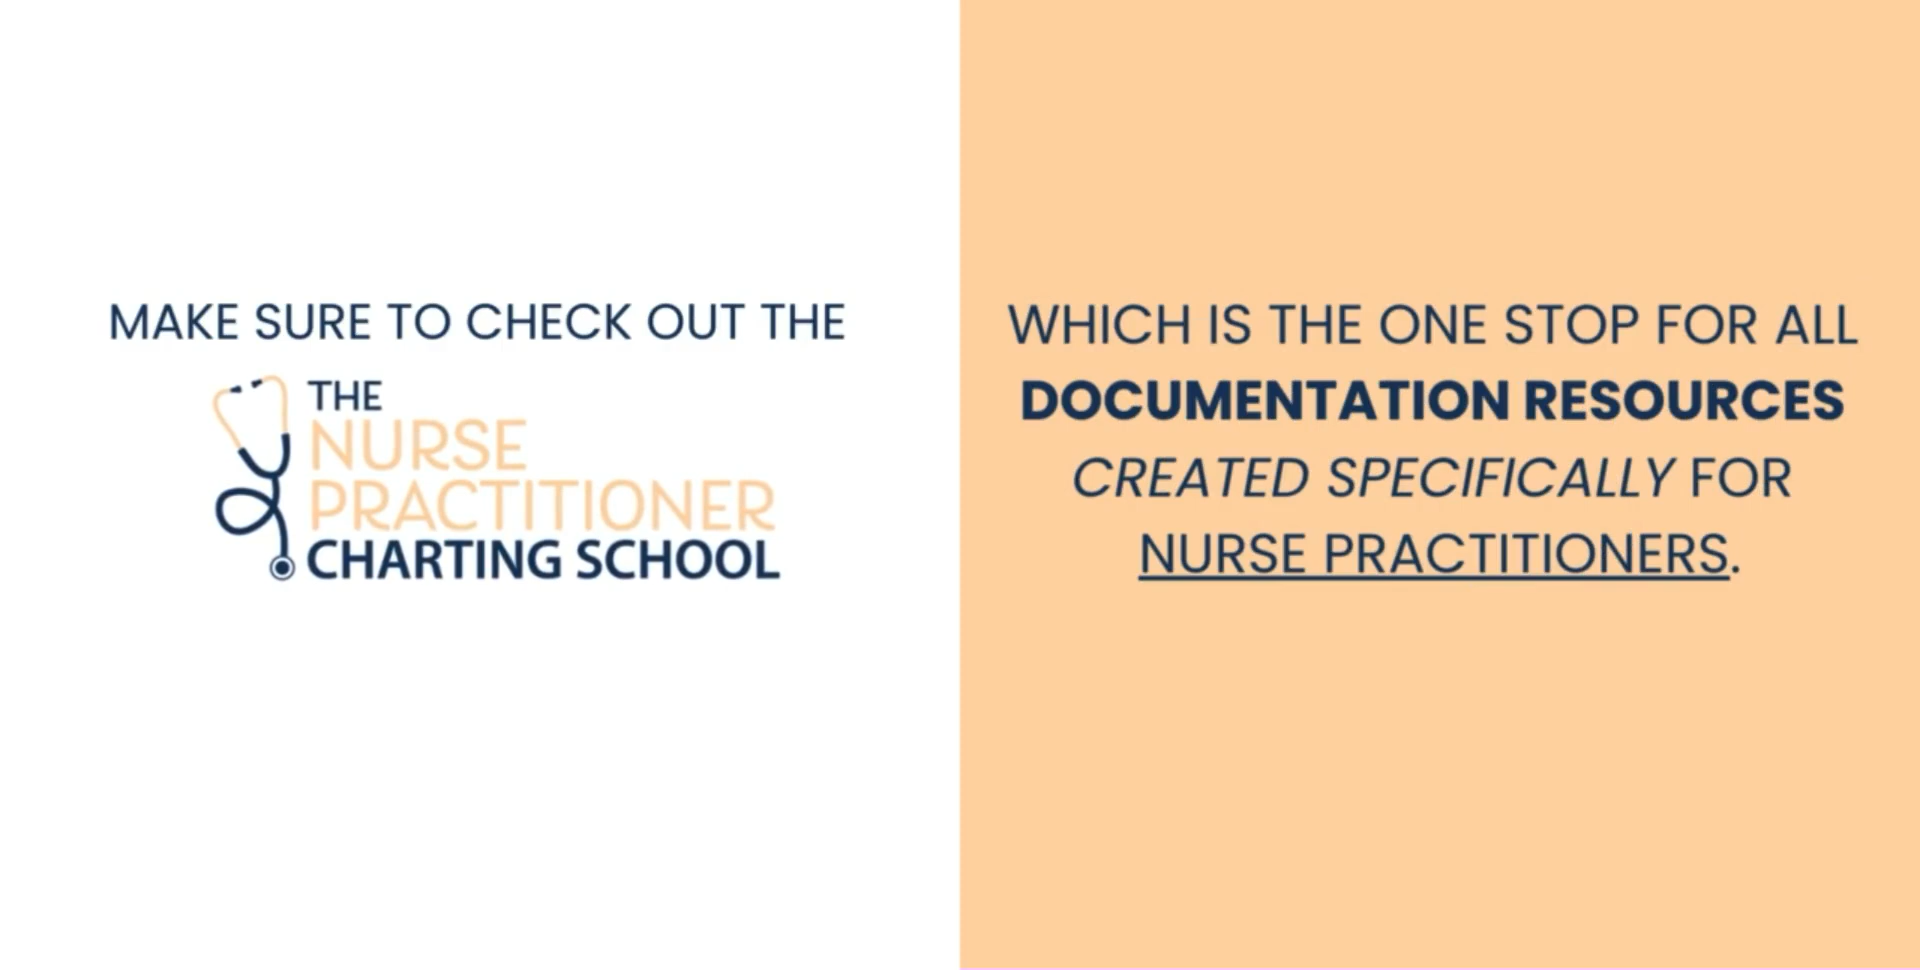 MAKE SURE TO CHECK OUT THE
THE
NURSE
PRACTITIONER
CHARTING SCHOOL
WHICH IS THE ONE STOP FOR ALL
DOCUMENTATION RESOURCES
CREATED SPECIFICALLY FOR
NURSE PRACTITIONERS.